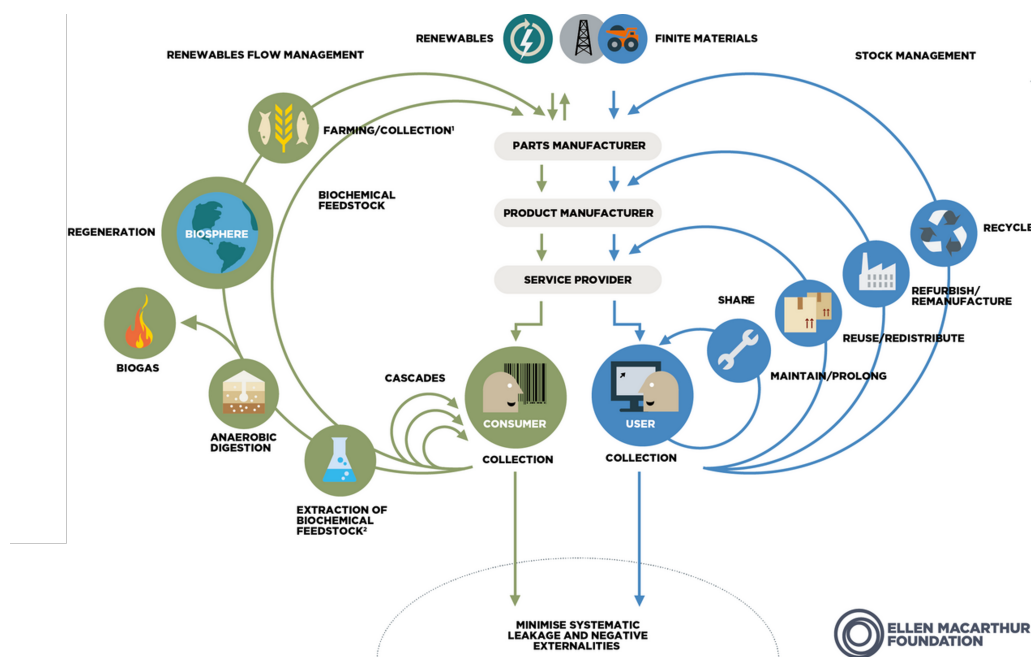 RENEWABLES
FINITE MATERIALS
RENEWABLES FLOW MANAGEMENT
STOCK MANAGEMENT
FARMING/COLLECTION¹
PARTS MANUFACTURER
BIOCHEMICAL
FEEDSTOCK
PRODUCT MANUFACTURER
REGENERATION
BIOSPHERE
RECYCLE
SERVICE PROVIDER
REFURBISH/
REMANUFACTURE
SHARE
REUSE/REDISTRIBUTE
BIOGAS
MAINTAIN/PROLONG
CASCADES
CONSUMER
USER
ANAEROBIC
DIGESTION
COLLECTION
COLLECTION
EXTRACTION OF
BIOCHEMICAL
FEEDSTOCK²
MINIMISE SYSTEMATIC
LEAKAGE AND NEGATIVE
EXTERNALITIES
ELLEN MACARTHUR
FOUNDATION